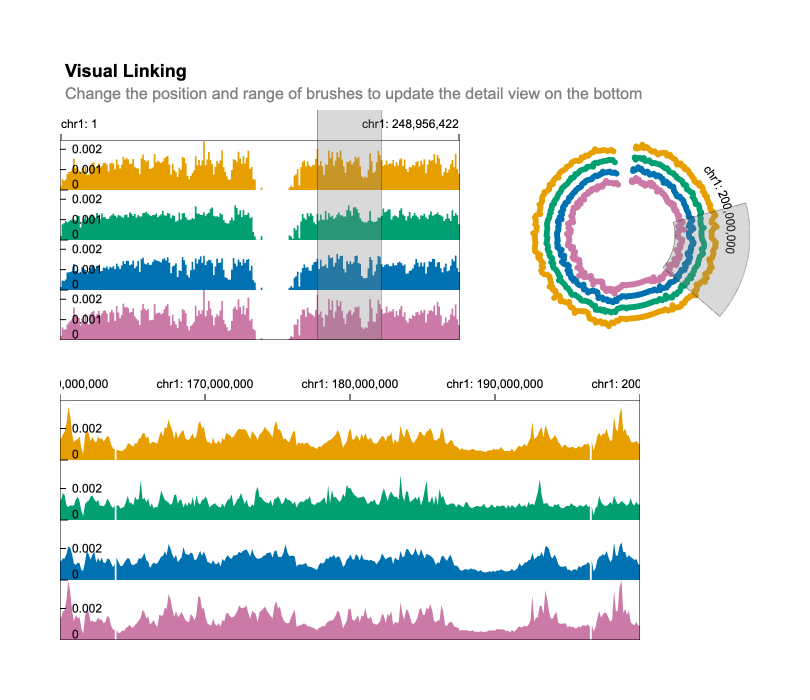 Visual Linking
Change the position and range of brushes to update the detail view on the bottom
chr1: 1
chr1: 248,956,422
0.002
0.001
0
0.002
0.001
0
0.002
0.001
0
0.002
0.001
0
chr1: 200,000,000
0,000,000
chr1: 170,000,000
chr1: 180,000,000
chr1: 190,000,000
chr1: 200
0.002
0
0.002
0
0.002
0
0.002
0